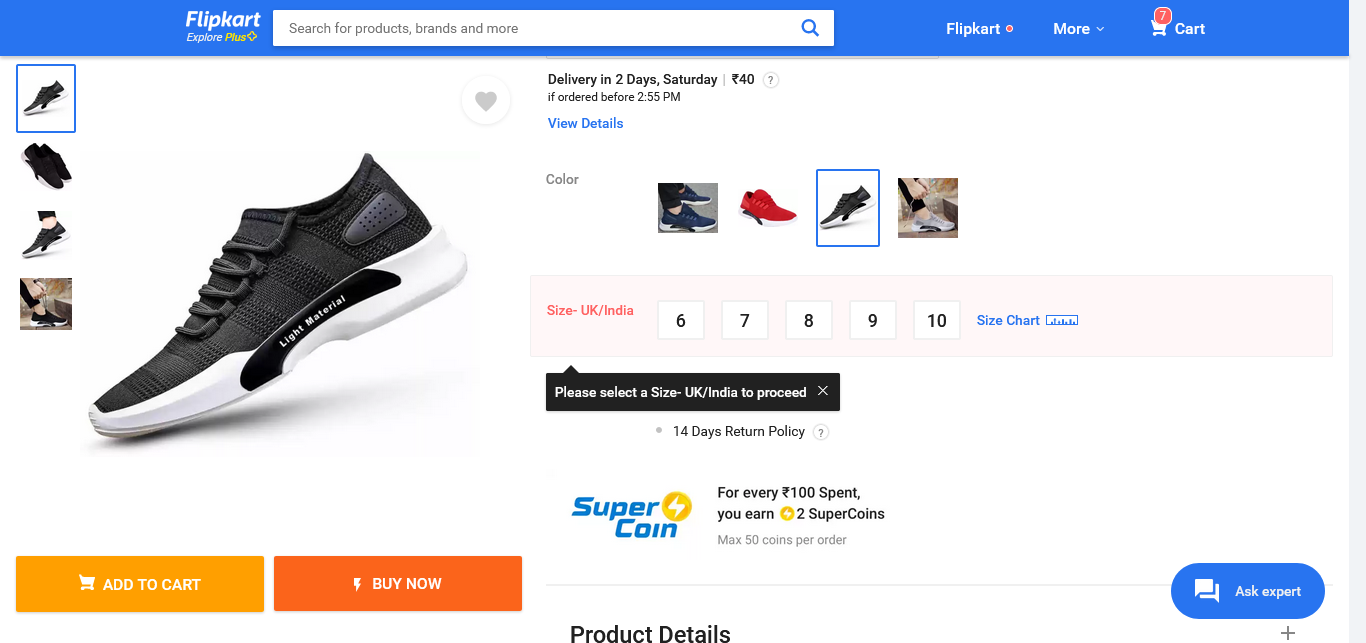 Flipkart
Explore Plus
Search for products, brands and more
Flipkart
More
7
Cart
Delivery in 2 Days, Saturday | ₹40 ?
if ordered before 2:55 PM
View Details
Color
Light Material
Size- UK/India
6
7
8
9
10
Size Chart
Please select a Size- UK/India to proceed
14 Days Return Policy ?
Super Coin
For every ₹100 Spent,
you earn 2 SuperCoins
Max 50 coins per order
ADD TO CART
BUY NOW
Ask expert
Product Details